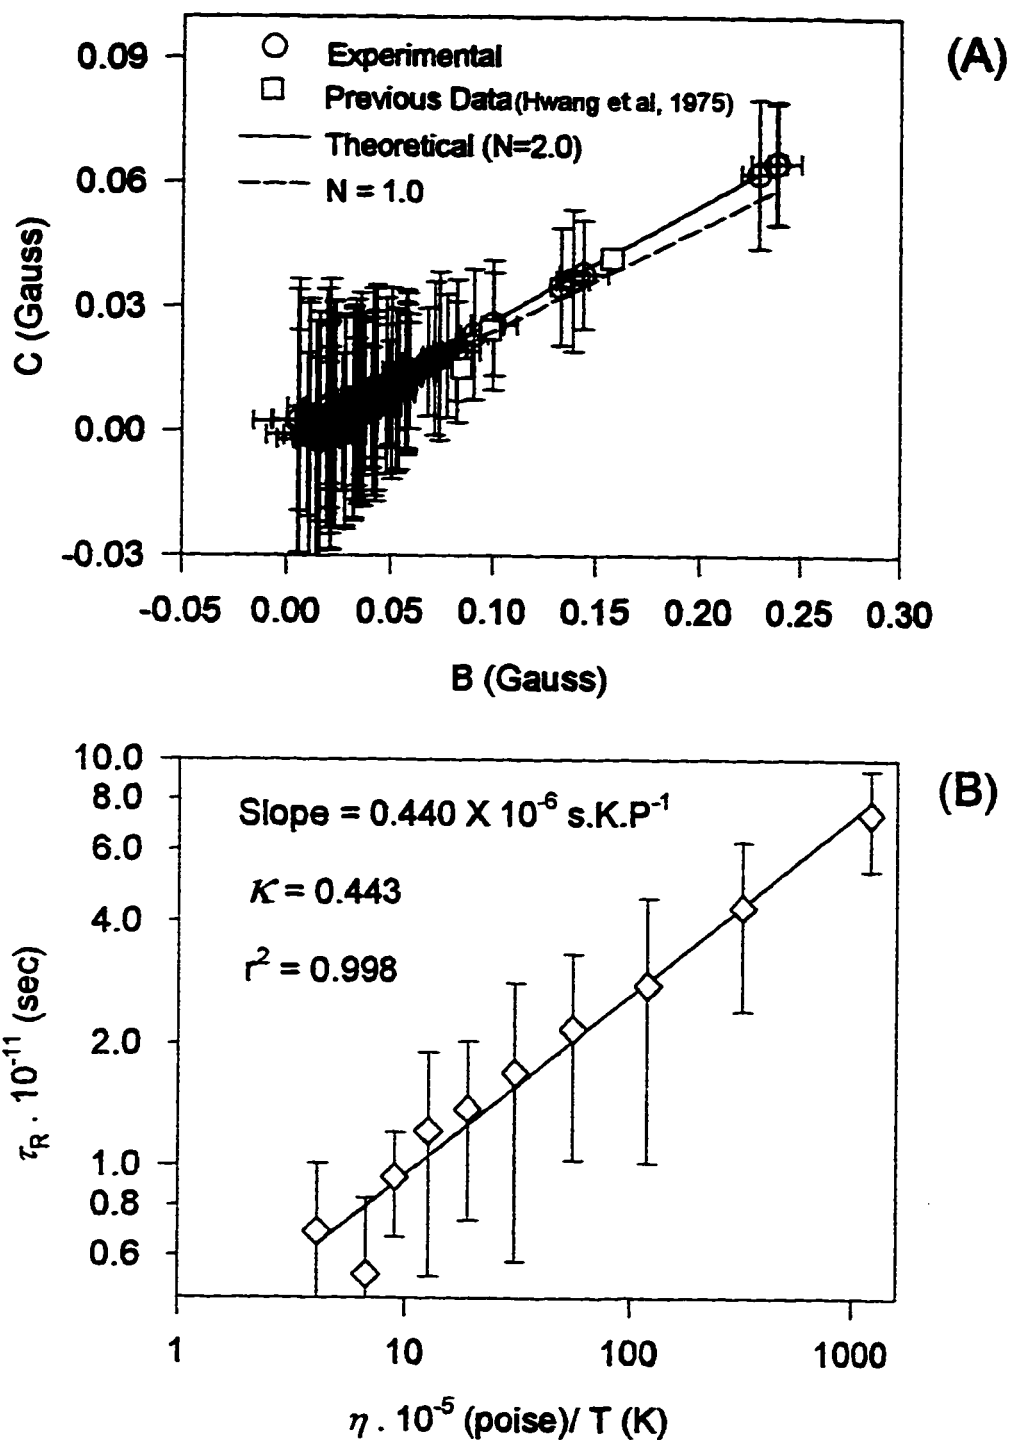 (A)
Experimental
Previous Data(Hwang et al, 1975)
Theoretical (N=2.0)
N = 1.0
0.09
0.06
0.03
0.00
-0.03
C (Gauss)
-0.05 0.00 0.05 0.10 0.15 0.20 0.25 0.30
B (Gauss)
(B)
Slope = 0.440 X 10⁻⁶ s.K.P⁻¹
K = 0.443
r² = 0.998
10.0
8.0
6.0
4.0
2.0
1.0
0.8
0.6
τ_R . 10⁻¹¹ (sec)
1 10 100 1000
η . 10⁻⁵ (poise)/ T (K)